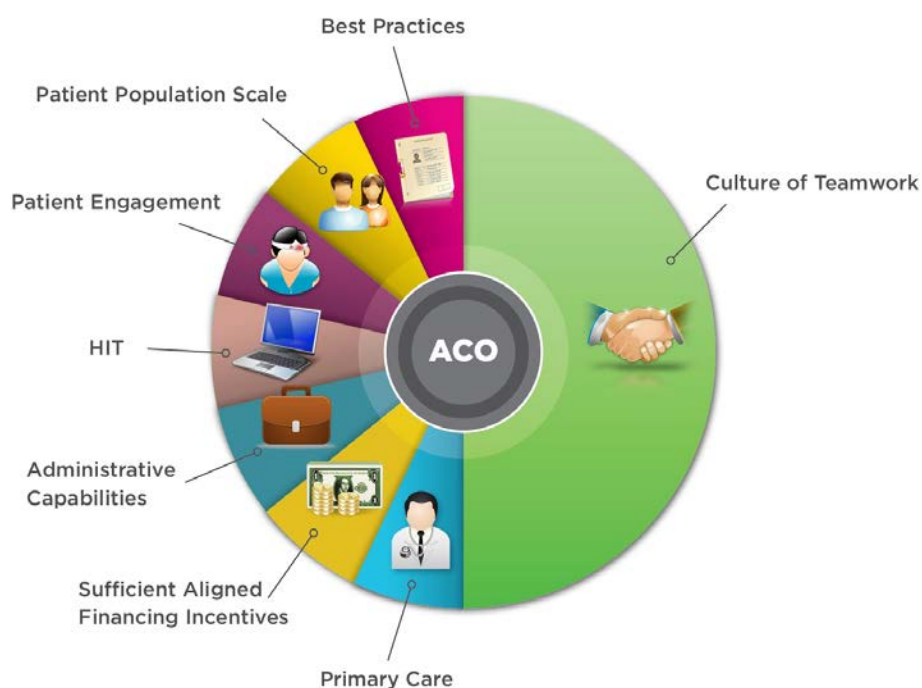 Best Practices
Patient Population Scale
Culture of Teamwork
Patient Engagement
HIT
ACO
Administrative
Capabilities
Sufficient Aligned
Financing Incentives
Primary Care